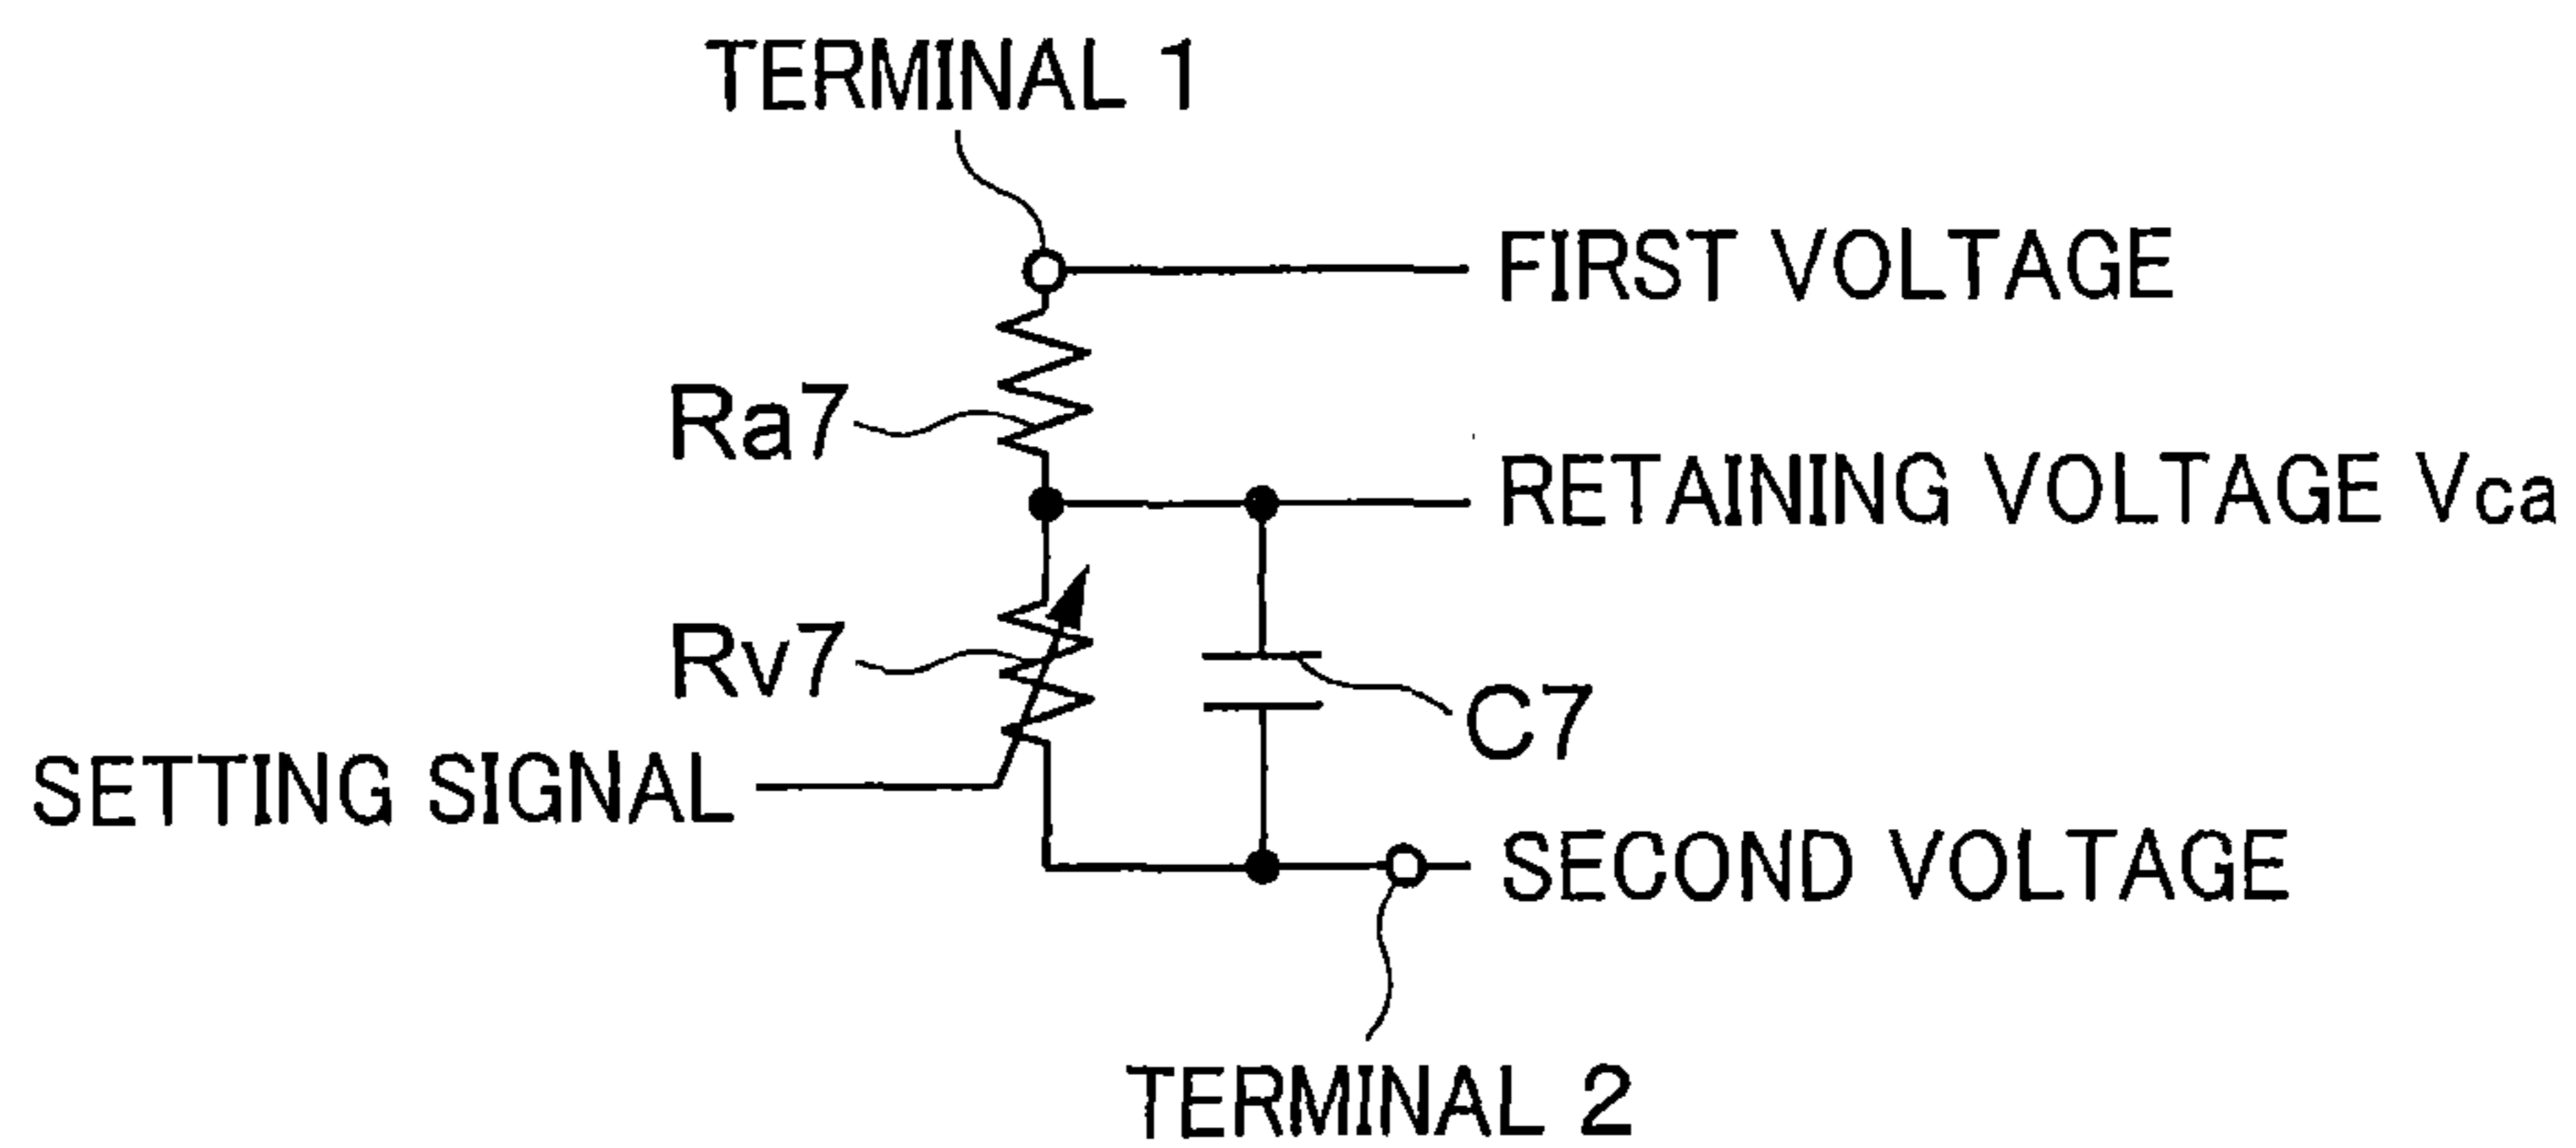 TERMINAL 1
FIRST VOLTAGE
Ra7
RETAINING VOLTAGE Vca
Rv7
C7
SETTING SIGNAL
SECOND VOLTAGE
TERMINAL 2